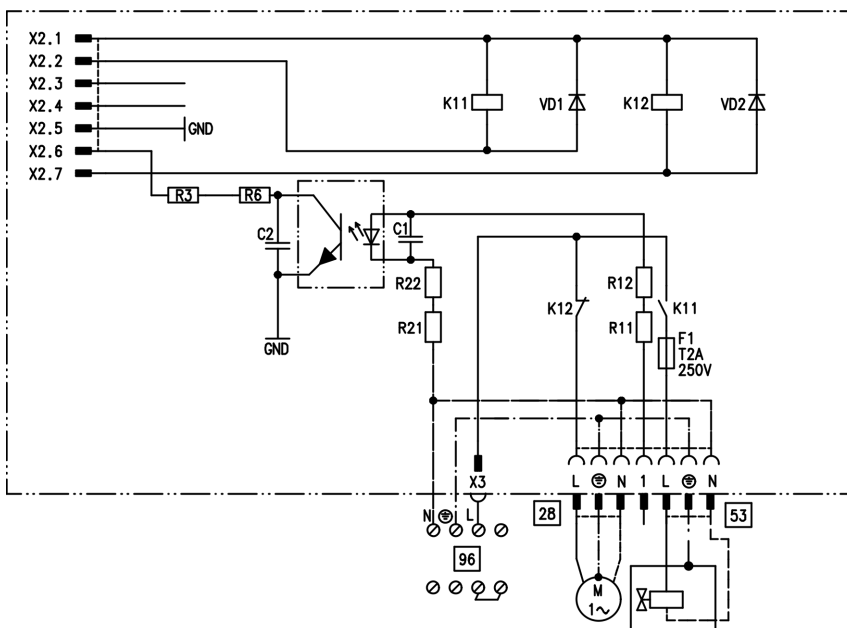 X2.1
X2.2
X2.3
X2.4
X2.5 GND
X2.6
X2.7
K11 VD1 K12 VD2
R3 R6
C2 C1
R22 K12 R12 K11
R21 R11 F1
T2A
250V
GND
X3 L N 1 L N
N L 28 53
96
M
1~